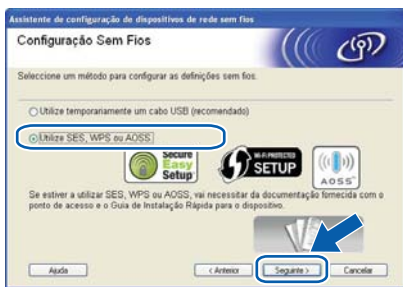 Assistente de configuração de dispositivos de rede sem fios
Configuração Sem Fios
Seleccione um método para configurar as definições sem fios.
Utilize temporariamente um cabo USB (recomendado)
Utilize SES, WPS ou AOSS
Secure
Easy
Setup
WI-FI PROTECTED
SETUP
AOSS
Se estiver a utilizar SES, WPS ou AOSS, vai necessitar da documentação fornecida com o
ponto de acesso e o Guia de Instalação Rápida para o dispositivo.
Ajuda
< Anterior
Seguinte >
Cancelar